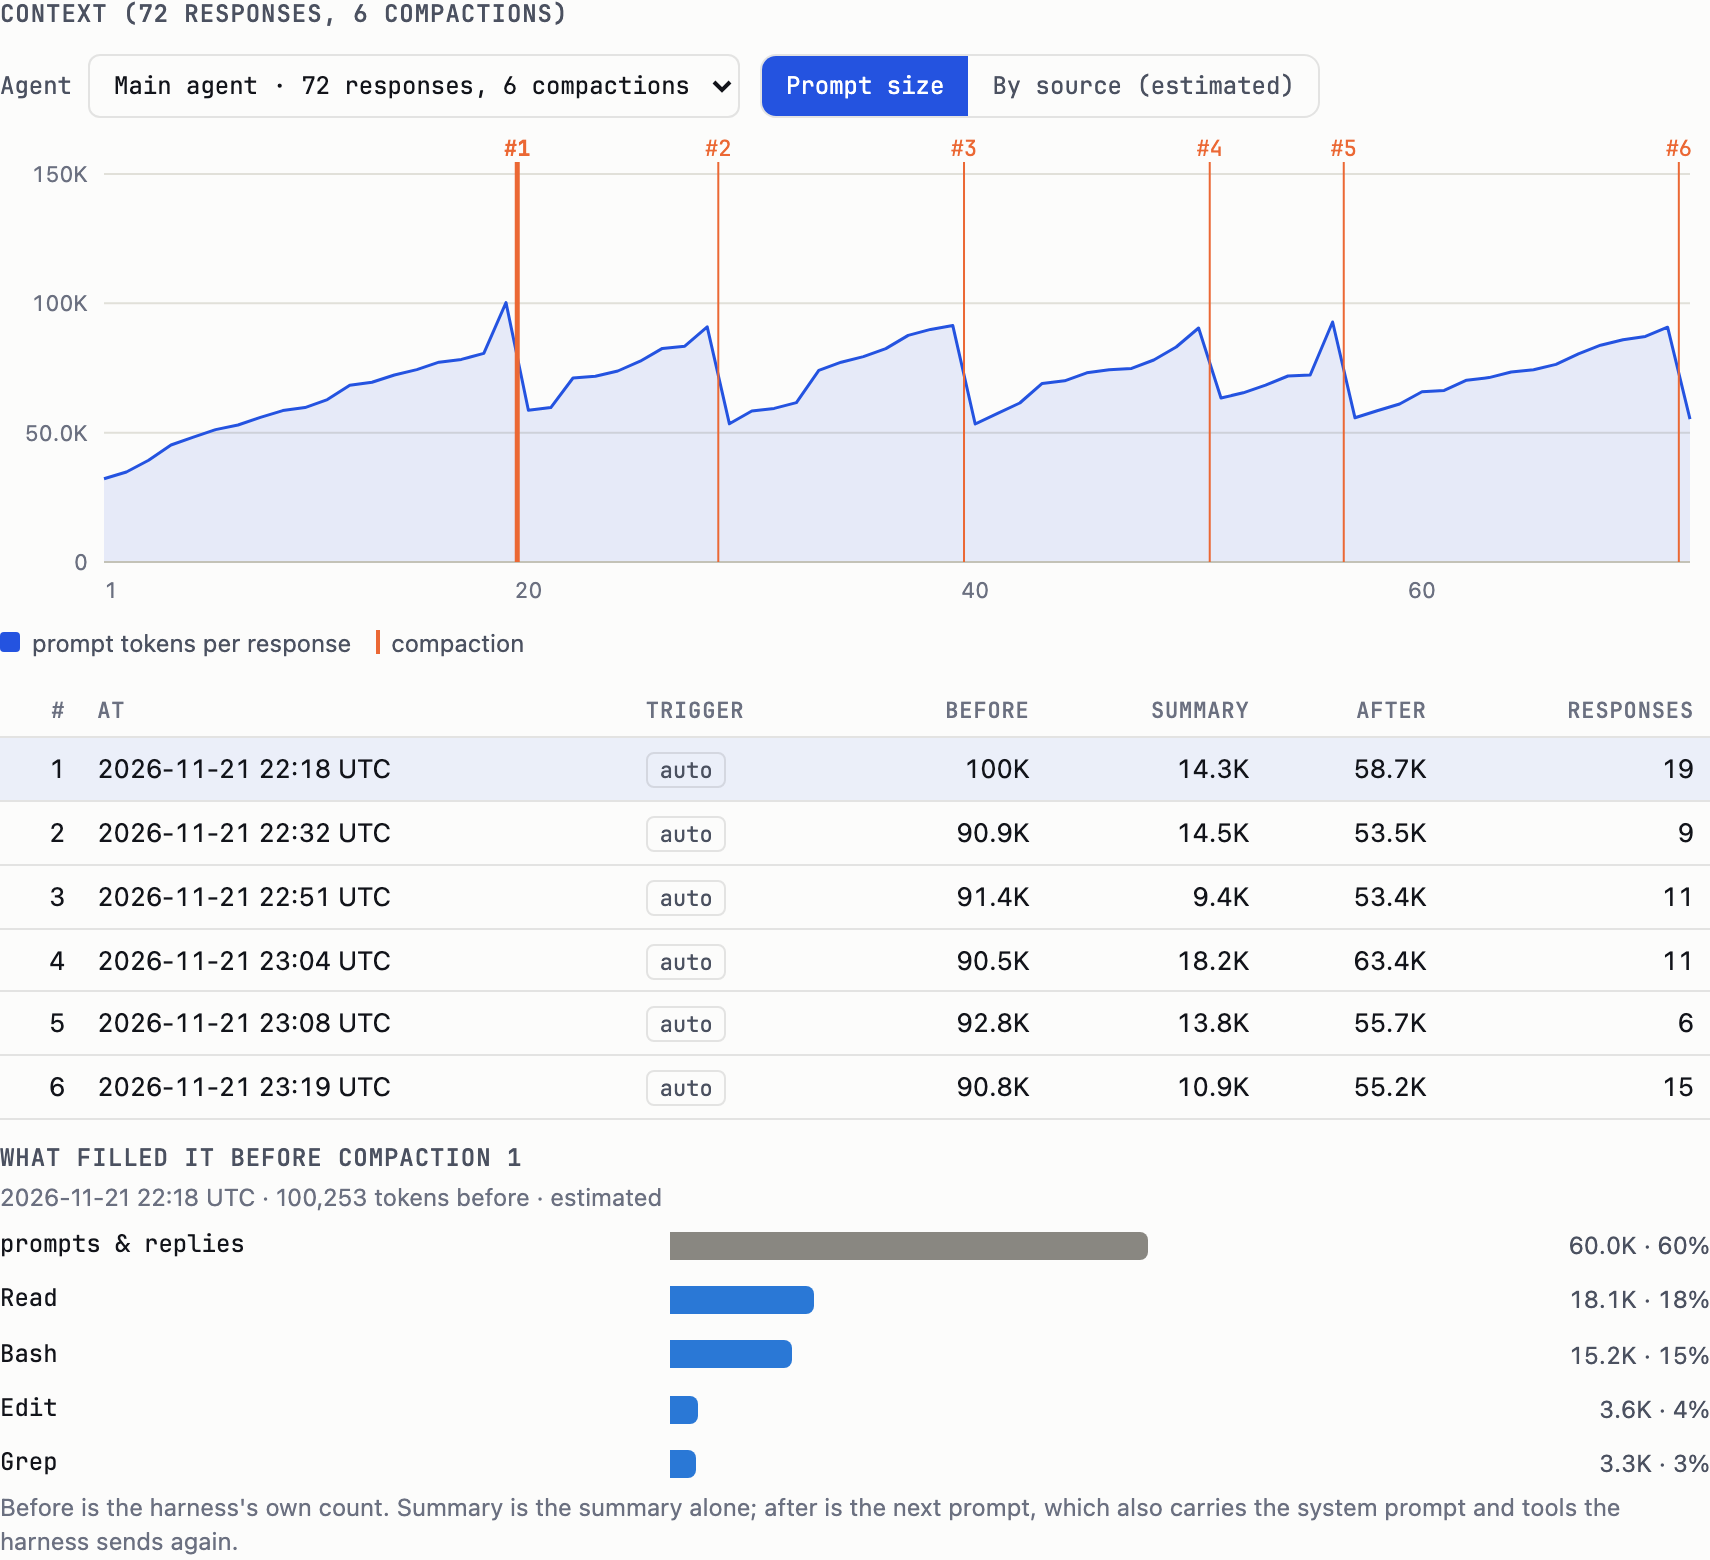 CONTEXT (72 RESPONSES, 6 COMPACTIONS)
Agent Main agent · 72 responses, 6 compactions Prompt size By source (estimated)
#1 #2 #3 #4 #5 #6
150K
100K
50.0K
0
1 20 40 60
prompt tokens per response compaction
# AT TRIGGER BEFORE SUMMARY AFTER RESPONSES
1 2026-11-21 22:18 UTC auto 100K 14.3K 58.7K 19
2 2026-11-21 22:32 UTC auto 90.9K 14.5K 53.5K 9
3 2026-11-21 22:51 UTC auto 91.4K 9.4K 53.4K 11
4 2026-11-21 23:04 UTC auto 90.5K 18.2K 63.4K 11
5 2026-11-21 23:08 UTC auto 92.8K 13.8K 55.7K 6
6 2026-11-21 23:19 UTC auto 90.8K 10.9K 55.2K 15
WHAT FILLED IT BEFORE COMPACTION 1
2026-11-21 22:18 UTC · 100,253 tokens before · estimated
prompts & replies 60.0K · 60%
Read 18.1K · 18%
Bash 15.2K · 15%
Edit 3.6K · 4%
Grep 3.3K · 3%
Before is the harness's own count. Summary is the summary alone; after is the next prompt, which also carries the system prompt and tools the
harness sends again.